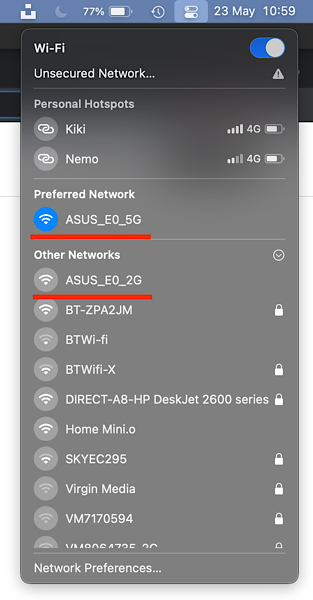 77%
23 May 10:59
Wi-Fi
Unsecured Network...
Personal Hotspots
Kiki 4G
Nemo 4G
Preferred Network
ASUS_E0_5G
Other Networks
ASUS_E0_2G
BT-ZPA2JM
BTWi-fi
BTWifi-X
DIRECT-A8-HP DeskJet 2600 series
Home Mini.o
SKYEC295
Virgin Media
VM7170594
VM8064735-2G
Network Preferences...